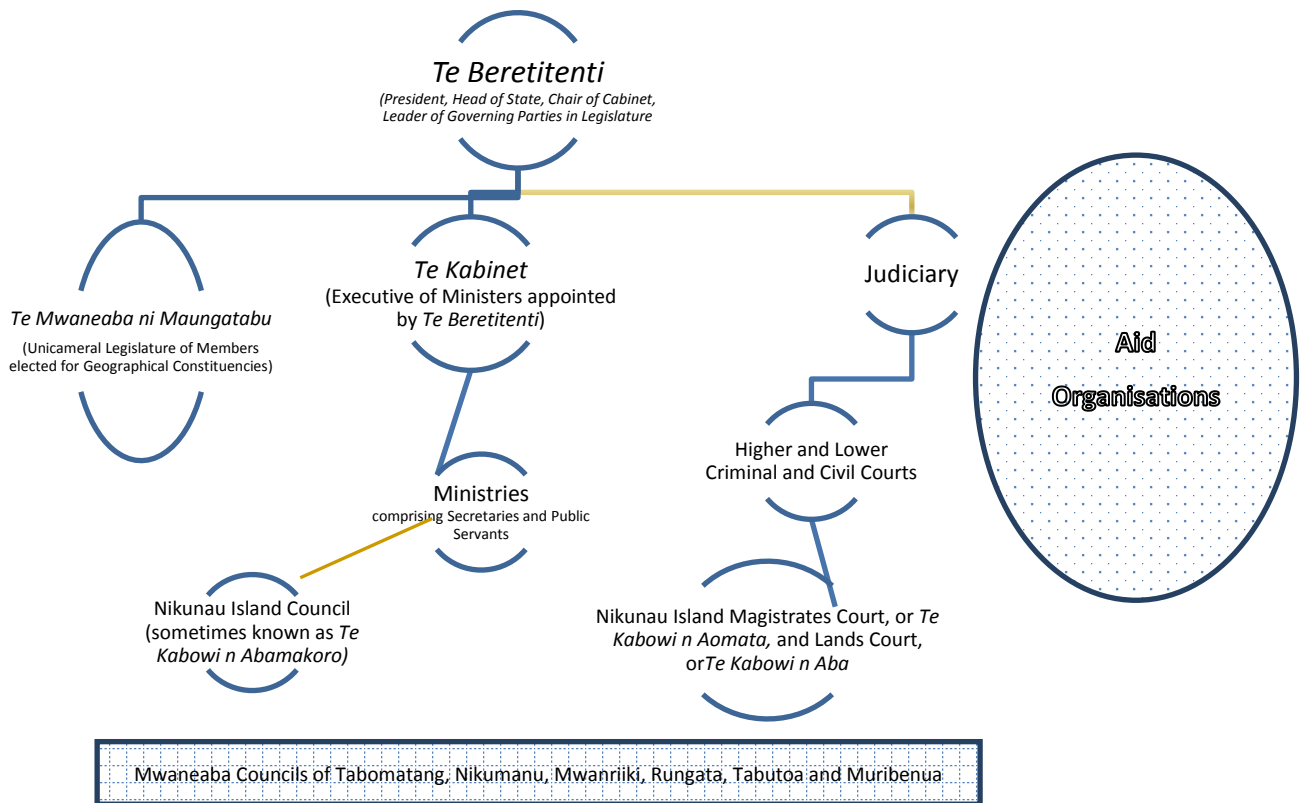 Te Beretitenti
(President, Head of State, Chair of Cabinet,
Leader of Governing Parties in Legislature
Te Mwaneaba ni Maungatabu
(Unicameral Legislature of Members
elected for Geographical Constituencies)
Te Kabinet
(Executive of Ministers appointed
by Te Beretitenti)
Judiciary
Aid
Organisations
Ministries
comprising Secretaries and Public
Servants
Higher and Lower
Criminal and Civil Courts
Nikunau Island Council
(sometimes known as Te
Kabowi n Abamakoro)
Nikunau Island Magistrates Court, or Te
Kabowi n Aomata, and Lands Court,
orTe Kabowi n Aba
Mwaneaba Councils of Tabomatang, Nikumanu, Mwanriiki, Rungata, Tabutoa and Muribenua